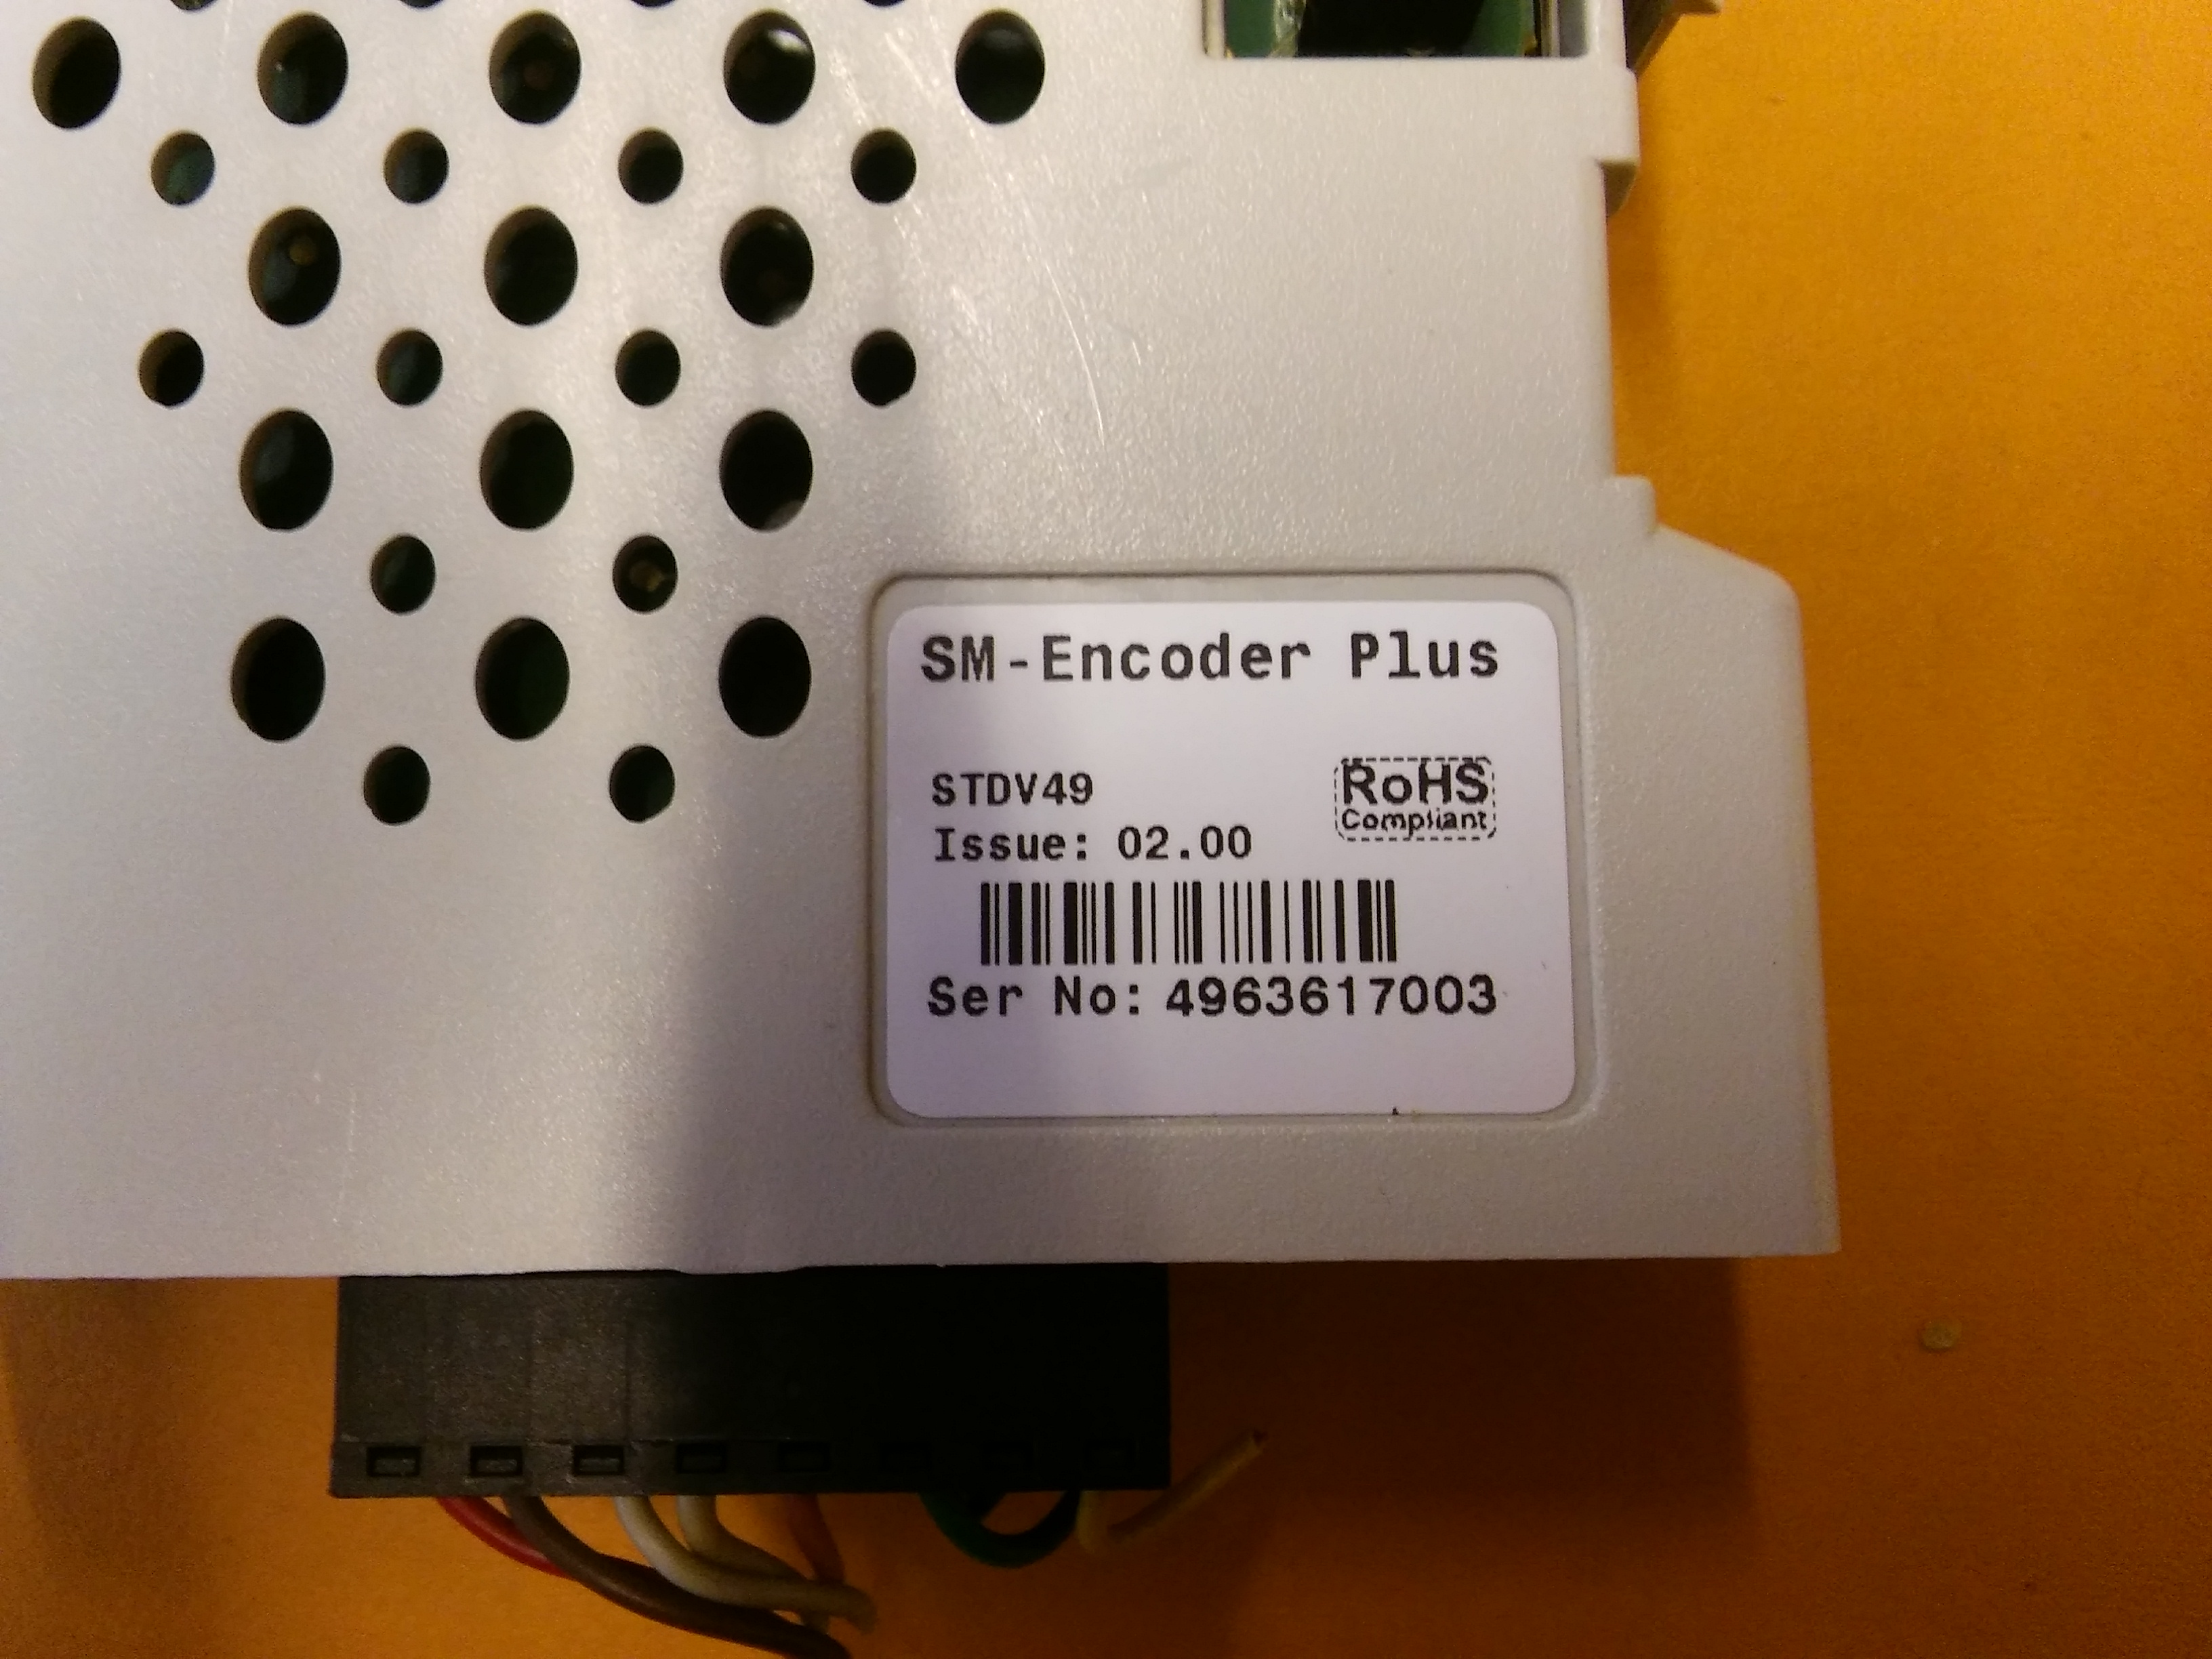 SM-Encoder Plus
STDV49
RoHS
Compliant
Issue: 02.00
Ser No: 4963617003